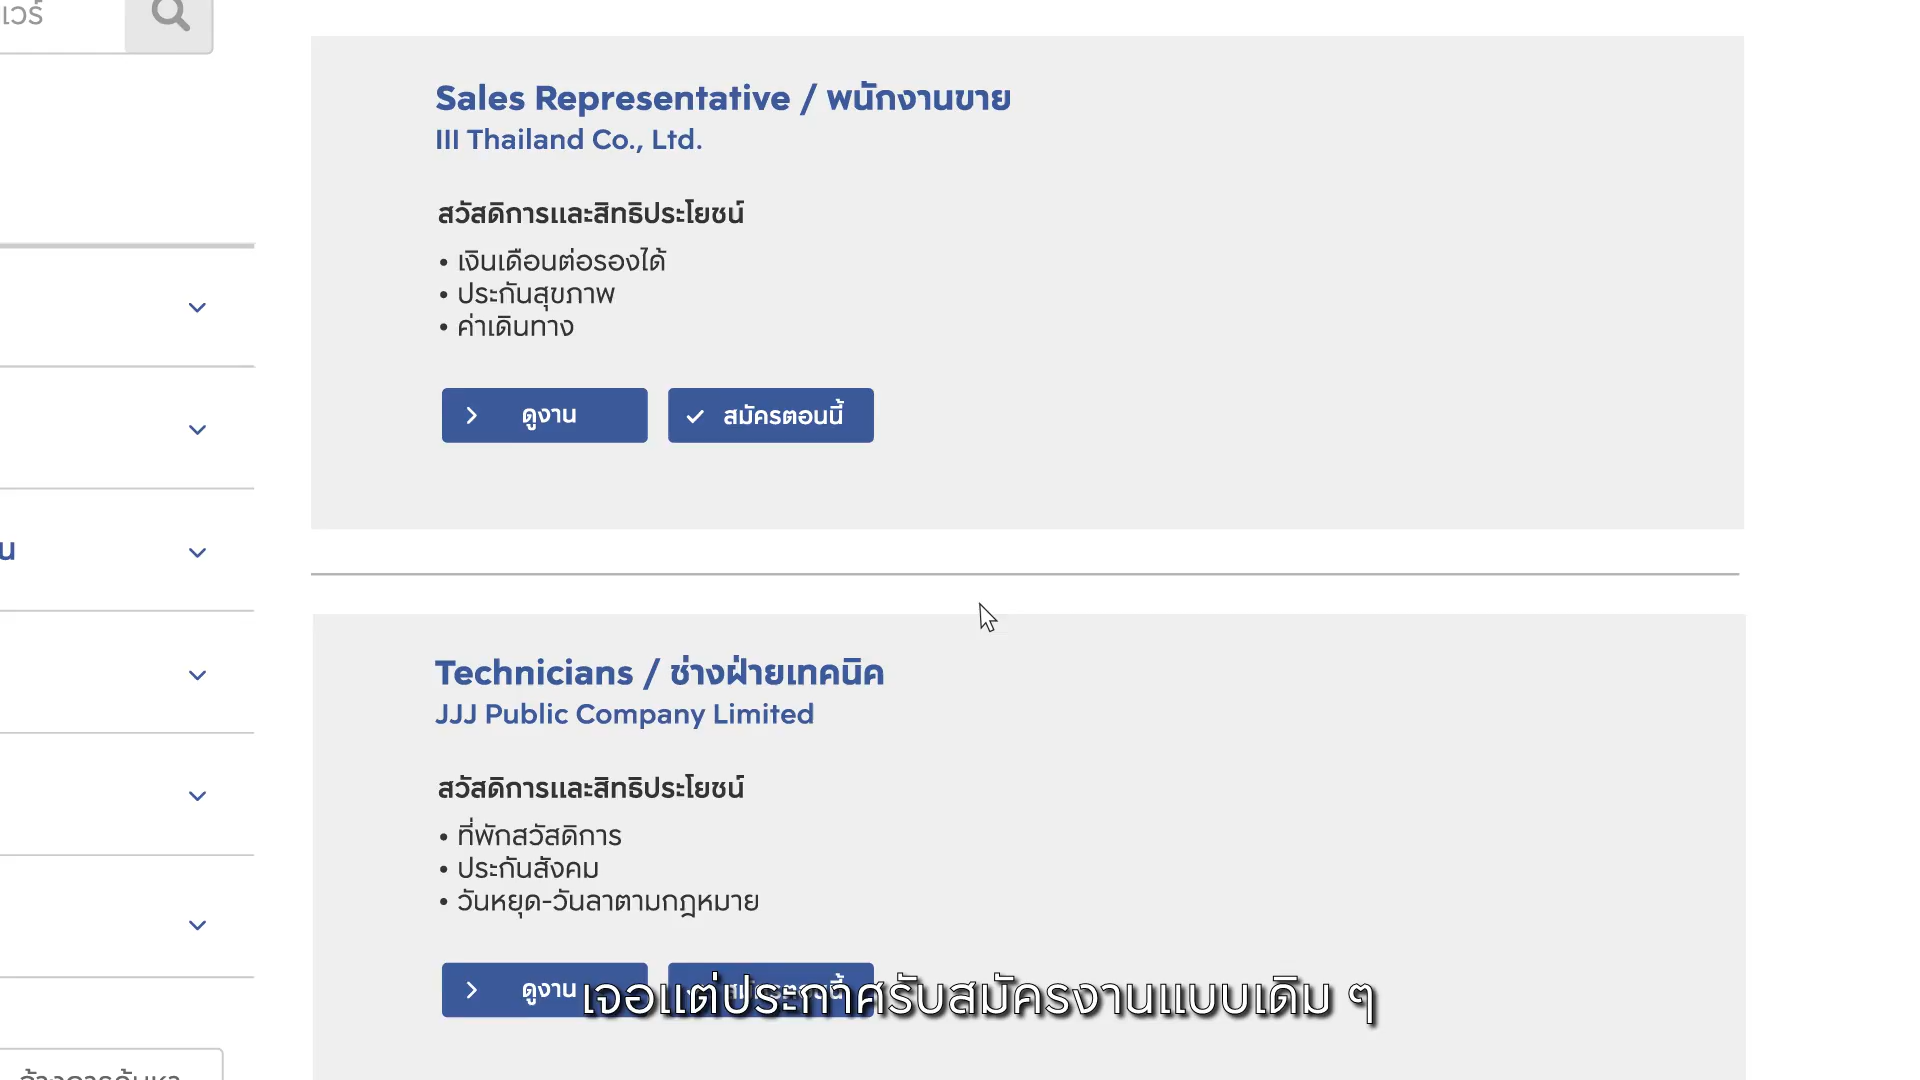 Sales Representative / พนักงานขาย
III Thailand Co., Ltd.
สวัสดิการและสิทธิประโยชน์
• เงินเดือนต่อรองได้
• ประกันสุขภาพ
• ค่าเดินทาง
ดูงาน
สมัครตอนนี้
Technicians / ช่างฝ่ายเทคนิค
JJJ Public Company Limited
สวัสดิการและสิทธิประโยชน์
• ที่พักสวัสดิการ
• ประกันสังคม
• วันหยุด-วันลาตามกฎหมาย
ดูงาน
เจอแต่ประกาศรับสมัครงานแบบเดิม ๆ